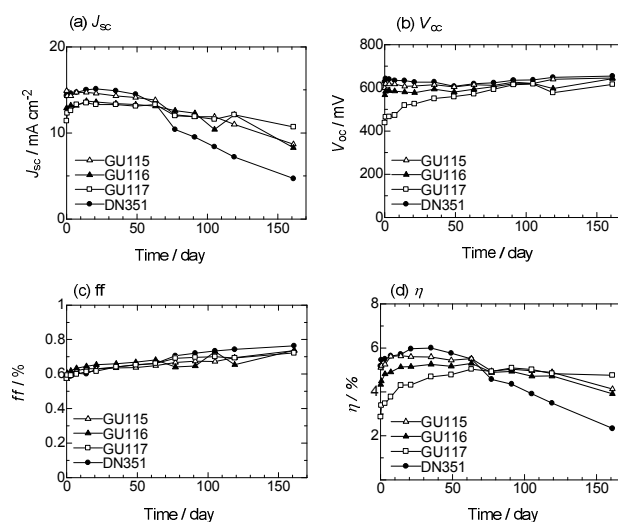 (a) Jsc
20
15
10
5
0
Jsc / mA cm-2
GU115
GU116
GU117
DN351
0 50 100 150
Time / day
(b) Voc
800
600
400
200
0
Voc / mV
GU115
GU116
GU117
DN351
0 50 100 150
Time / day
(c) ff
1
0.8
0.6
0.4
0.2
0
ff / %
GU115
GU116
GU117
DN351
0 50 100 150
Time / day
(d) η
8
6
4
2
0
η / %
GU115
GU116
GU117
DN351
0 50 100 150
Time / day